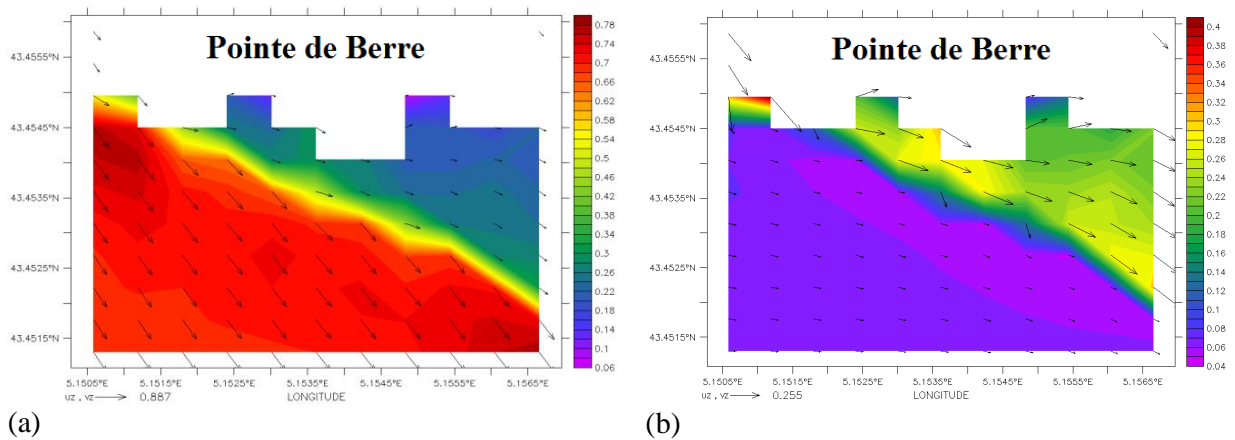 Pointe de Berre
43.4555°N
43.4545°N
43.4535°N
43.4525°N
43.4515°N
5.1505°E 5.1515°E 5.1525°E 5.1535°E 5.1545°E 5.1555°E 5.1565°E
uz,vz 0.887 LONGITUDE
0.78
0.74
0.7
0.66
0.62
0.58
0.54
0.5
0.46
0.42
0.38
0.34
0.3
0.26
0.22
0.18
0.14
0.1
0.06
(a)
Pointe de Berre
43.4555°N
43.4545°N
43.4535°N
43.4525°N
43.4515°N
5.1505°E 5.1515°E 5.1525°E 5.1535°E 5.1545°E 5.1555°E 5.1565°E
uz,vz 0.255 LONGITUDE
0.4
0.38
0.36
0.34
0.32
0.3
0.28
0.26
0.24
0.22
0.2
0.18
0.16
0.14
0.12
0.1
0.08
0.06
0.04
(b)